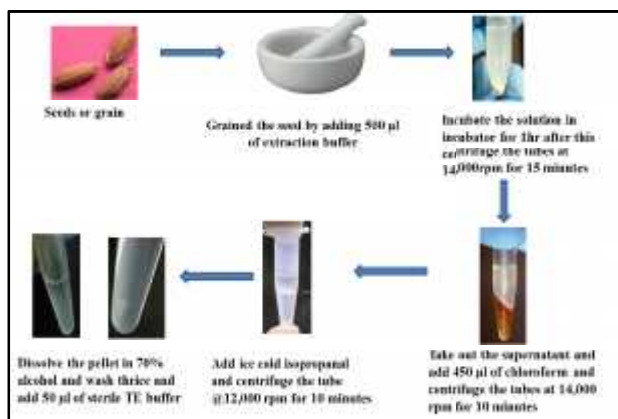 Seeds or grain
Grained the seed by adding 500 µl
of extraction buffer
Incubate the solution in
incubator for 1hr after this
centrifuge the tubes at
14,000rpm for 15 minutes
Take out the supernatant and
add 450 µl of chloroform and
centrifuge the tubes at 14,000
rpm for 10 minutes
Add ice cold isopropanal
and centrifuge the tube
@12,000 rpm for 10 minutes
Dissolve the pellet in 70%
alcohol and wash thrice and
add 50 µl of sterile TE buffer